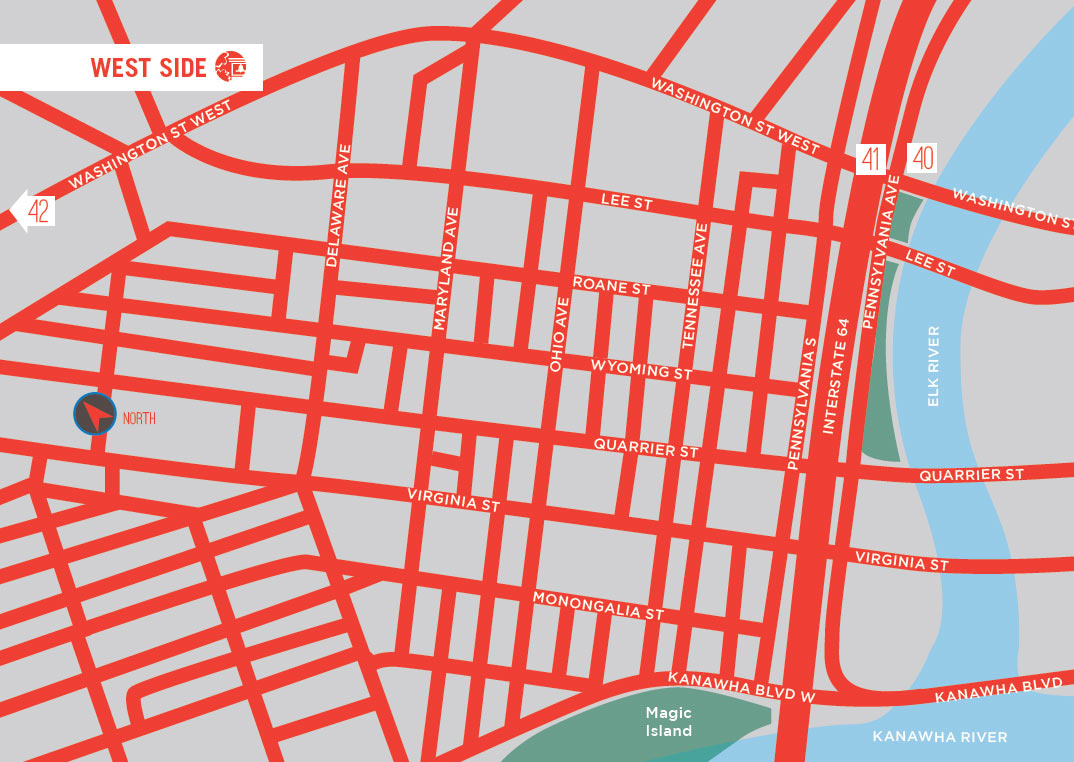 WEST SIDE
WASHINGTON ST WEST
WASHINGTON ST WEST
41
40
42
WASHINGTON ST
DELAWARE AVE
MARYLAND AVE
LEE ST
PENNSYLVANIA AVE
LEE ST
TENNESSEE AVE
ROANE ST
OHIO AVE
INTERSTATE 64
ELK RIVER
WYOMING ST
PENNSYLVANIA S
NORTH
QUARRIER ST
QUARRIER ST
VIRGINIA ST
VIRGINIA ST
MONONGALIA ST
KANAWHA BLVD W
KANAWHA BLVD
Magic
Island
KANAWHA RIVER